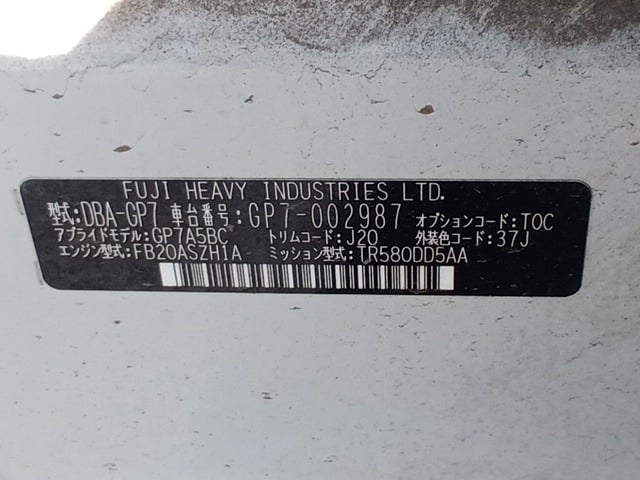 FUJI HEAVY INDUSTRIES LTD.
型式:DBA-GP7 車台番号:GP7-002987 オプションコード:TOC
アプライドモデル:GP7A5BC トリムコード:J20 外装色コード:37J
エンジン型式:FB20ASZH1A ミッション型式:TR580DD5AA